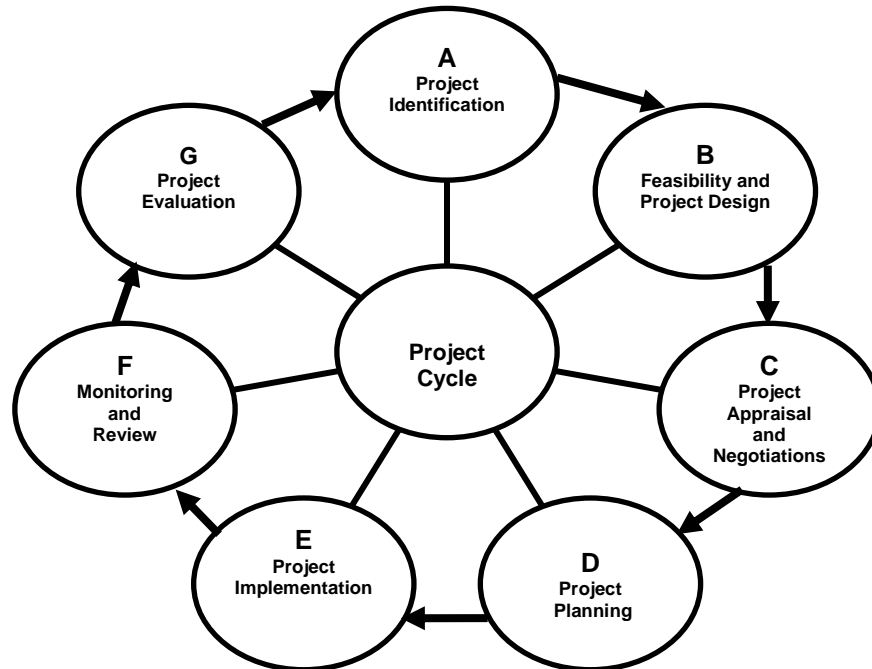 A
Project
Identification
B
Feasibility and
Project Design
C
Project
Appraisal
and
Negotiations
D
Project
Planning
E
Project
Implementation
F
Monitoring
and
Review
G
Project
Evaluation
Project
Cycle